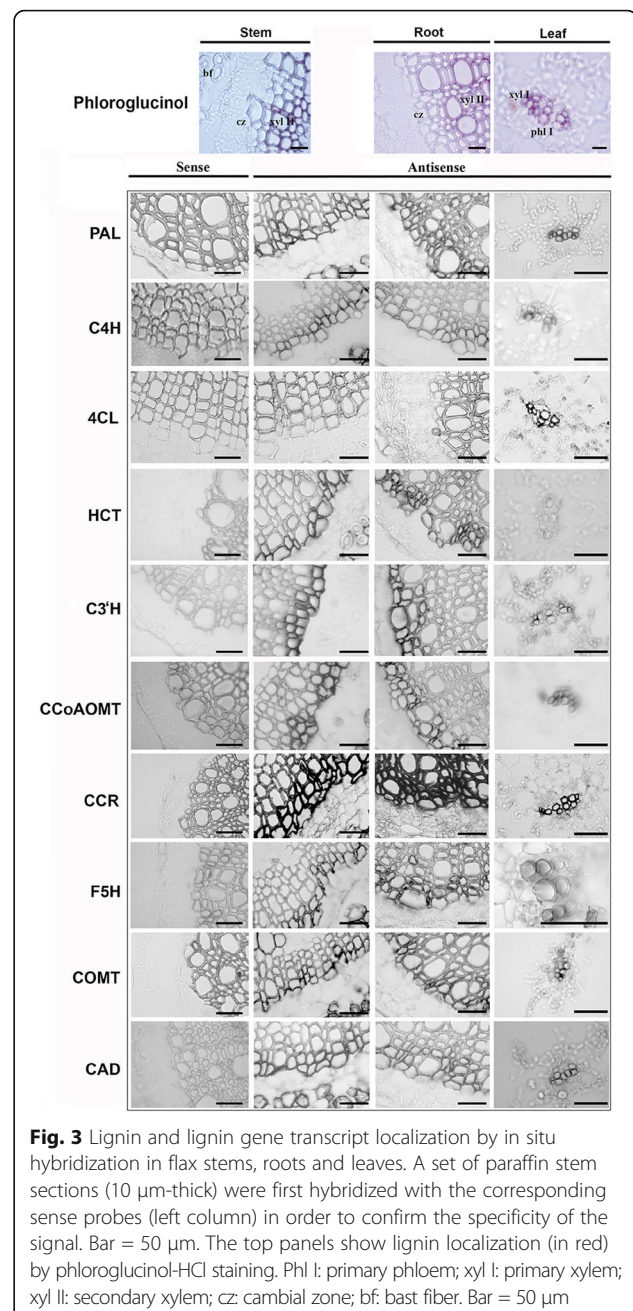 Stem Root Leaf
Phloroglucinol
bf cz xyl II
cz xyl II
xyl I phl I
Sense Antisense
PAL
C4H
4CL
HCT
C3‘H
CCoAOMT
CCR
F5H
COMT
CAD
Fig. 3 Lignin and lignin gene transcript localization by in situ
hybridization in flax stems, roots and leaves. A set of paraffin stem
sections (10 μm-thick) were first hybridized with the corresponding
sense probes (left column) in order to confirm the specificity of the
signal. Bar = 50 μm. The top panels show lignin localization (in red)
by phloroglucinol-HCl staining. Phl I: primary phloem; xyl I: primary xylem;
xyl II: secondary xylem; cz: cambial zone; bf: bast fiber. Bar = 50 μm